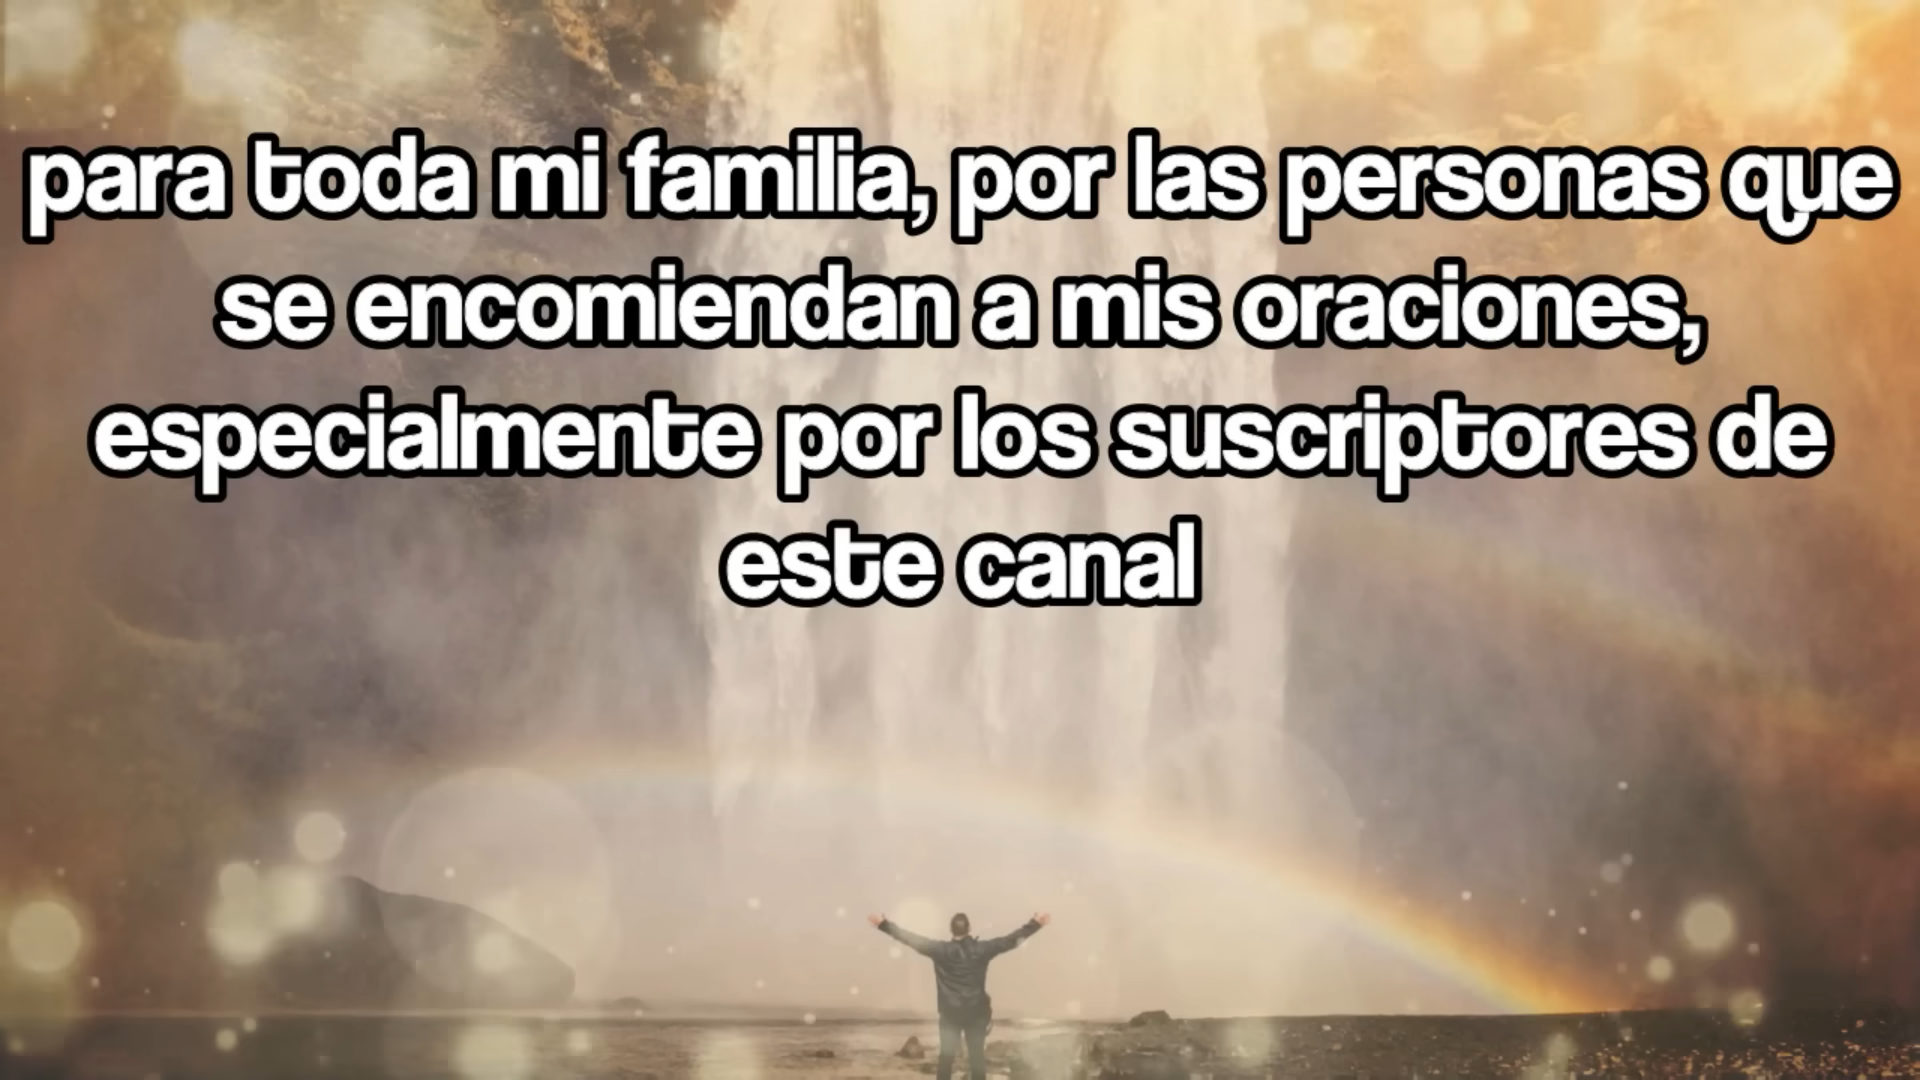 para toda mi familia, por las personas que
se encomiendan a mis oraciones,
especialmente por los suscriptores de
este canal